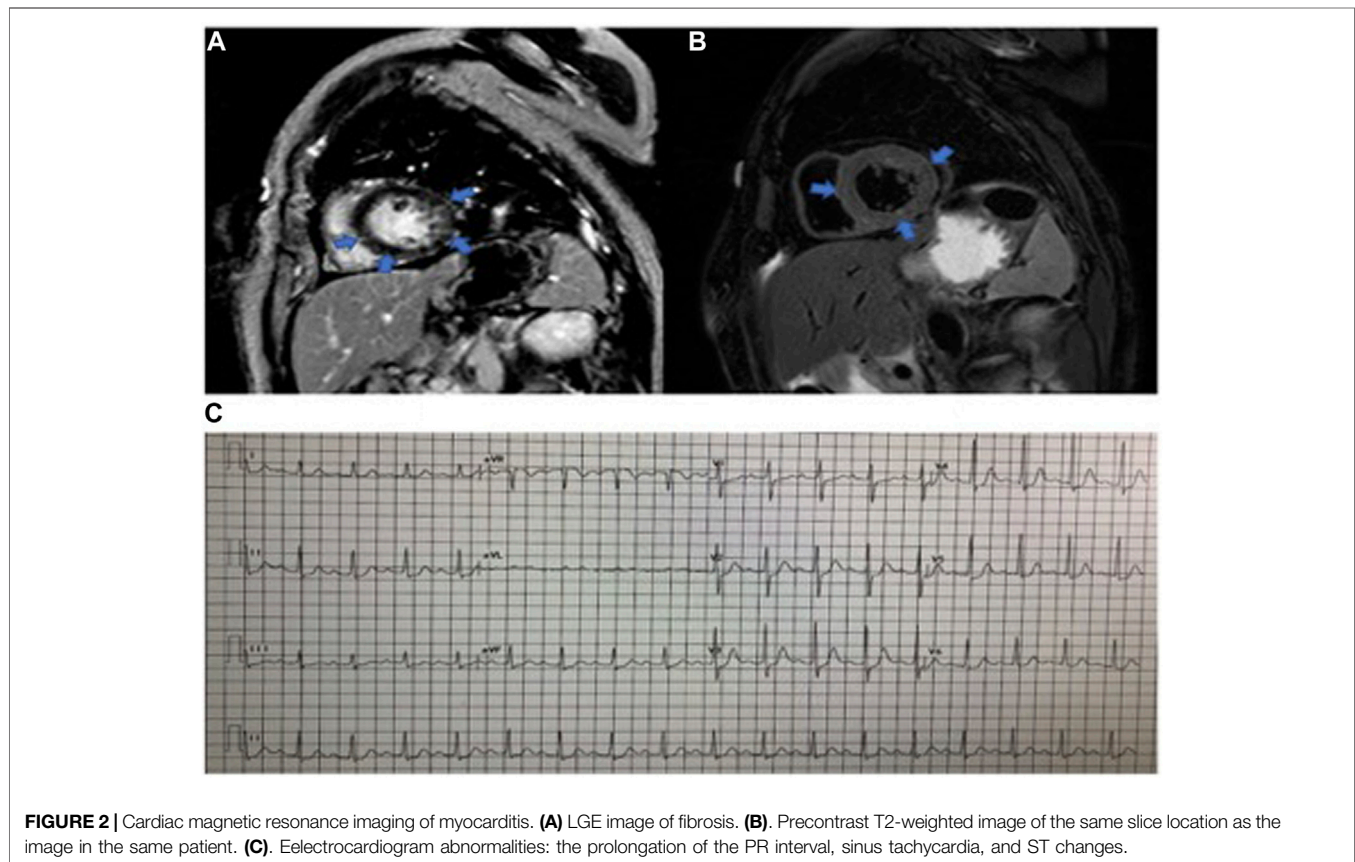 A
B
C
I
aVR
V1
V4
II
aVL
V2
V5
III
aVF
V3
V6
II
FIGURE 2 | Cardiac magnetic resonance imaging of myocarditis. (A) LGE image of fibrosis. (B). Precontrast T2-weighted image of the same slice location as the
image in the same patient. (C). Eelectrocardiogram abnormalities: the prolongation of the PR interval, sinus tachycardia, and ST changes.